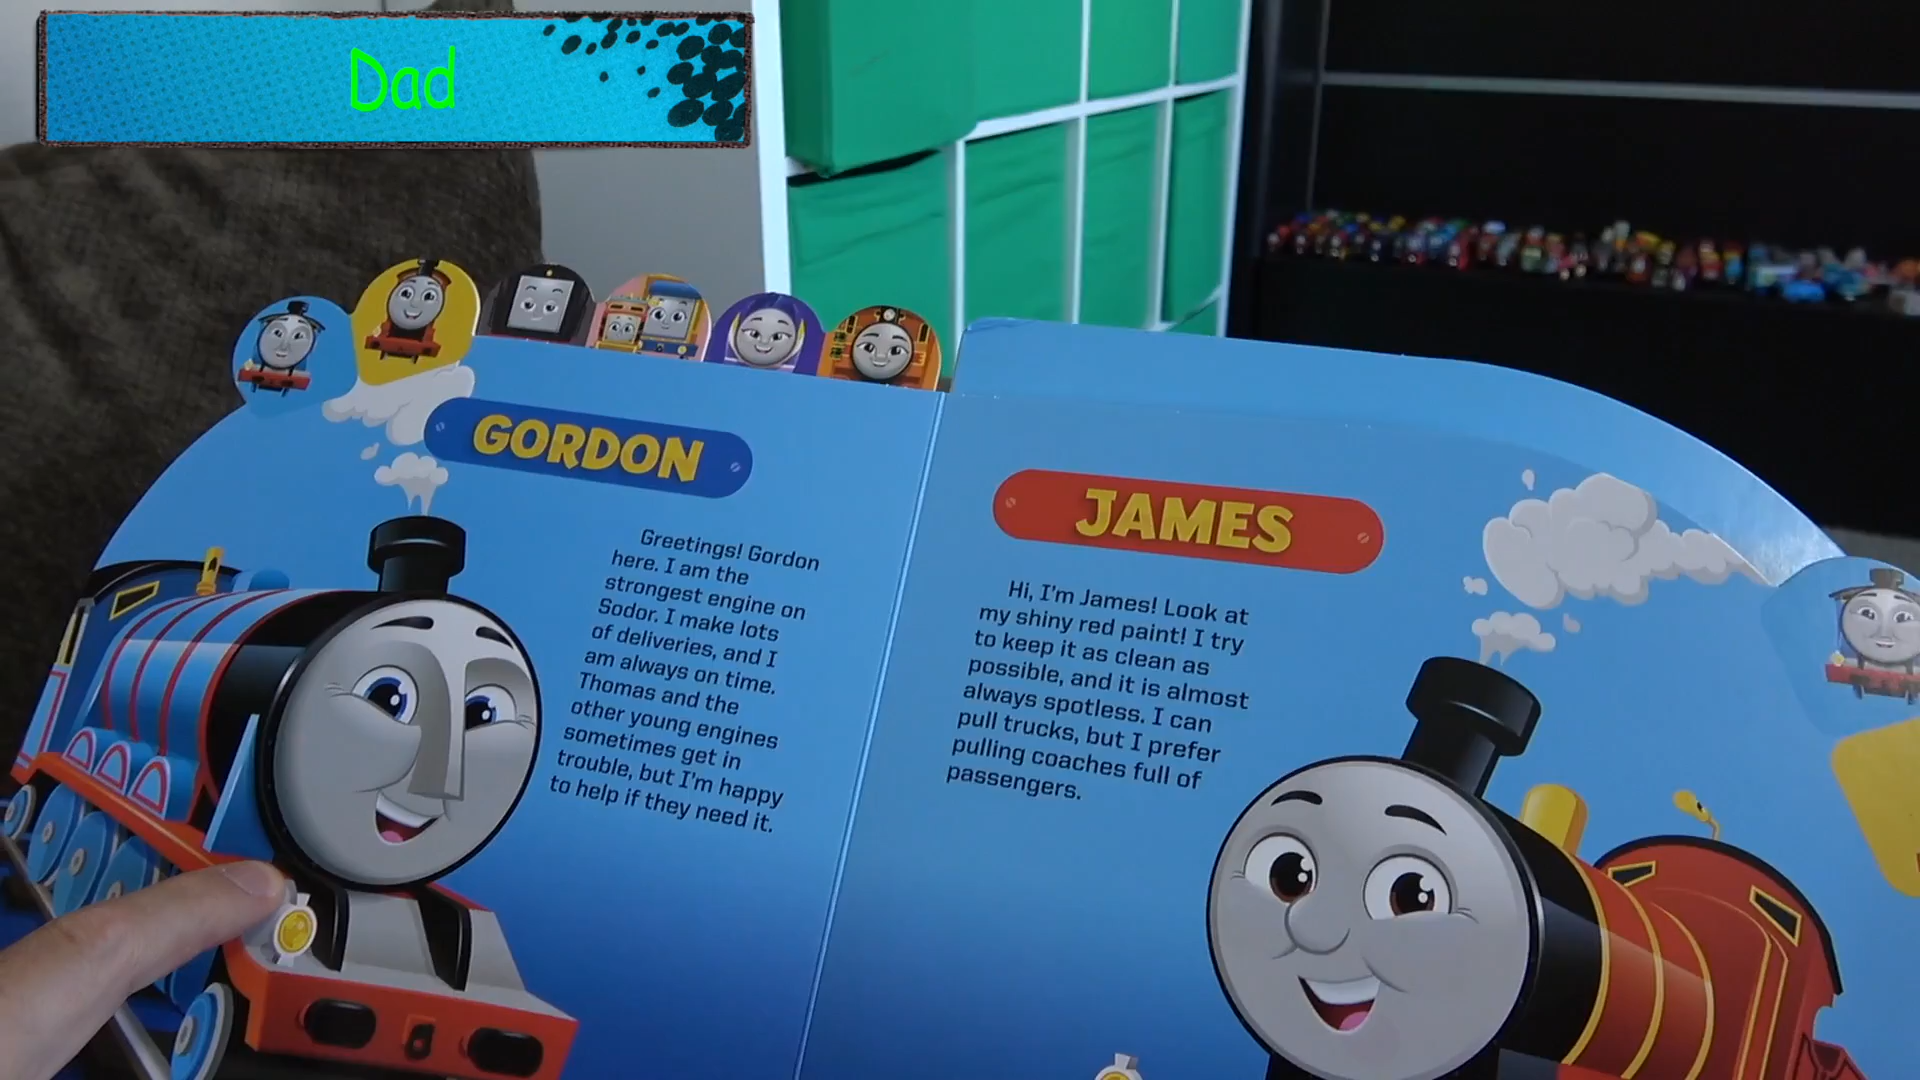 Dad
GORDON
Greetings! Gordon
here. I am the
strongest engine on
Sodor. I make lots
of deliveries, and I
am always on time.
Thomas and the
other young engines
sometimes get in
trouble, but I'm happy
to help if they need it.
JAMES
Hi, I'm James! Look at
my shiny red paint! I try
to keep it as clean as
possible, and it is almost
always spotless. I can
pull trucks, but I prefer
pulling coaches full of
passengers.